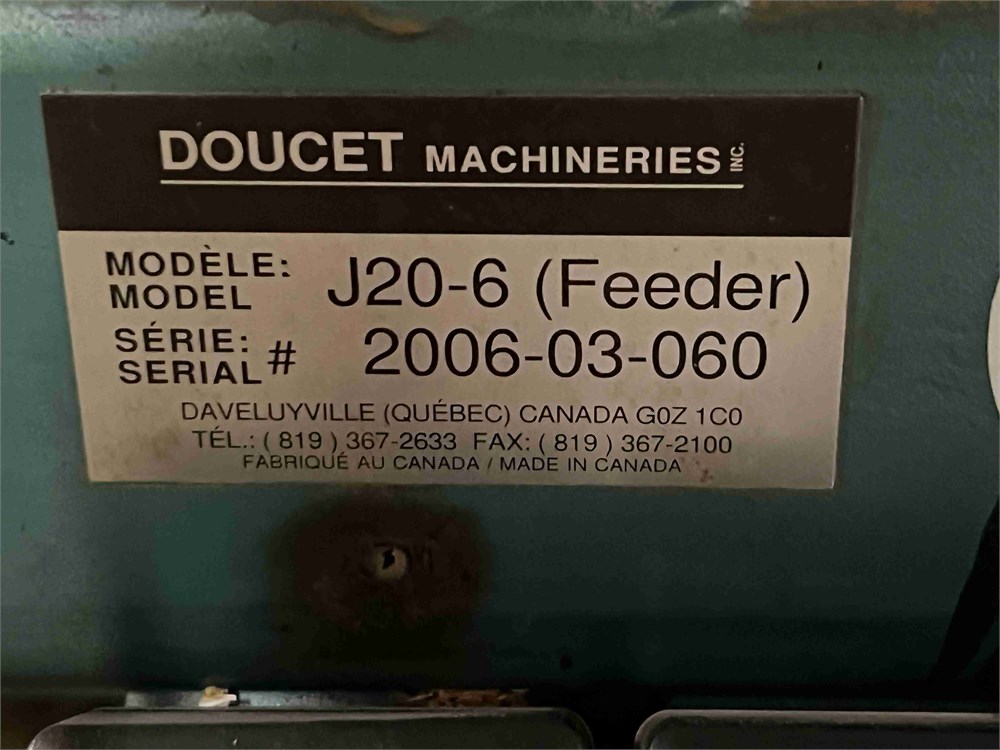 DOUCET MACHINERIES INC.
MODÈLE:
MODEL
J20-6 (Feeder)
SÉRIE:
SERIAL #
2006-03-060
DAVELUYVILLE (QUÉBEC) CANADA G0Z 1C0
TÉL.: ( 819 ) 367-2633 FAX: ( 819 ) 367-2100
FABRIQUÉ AU CANADA / MADE IN CANADA